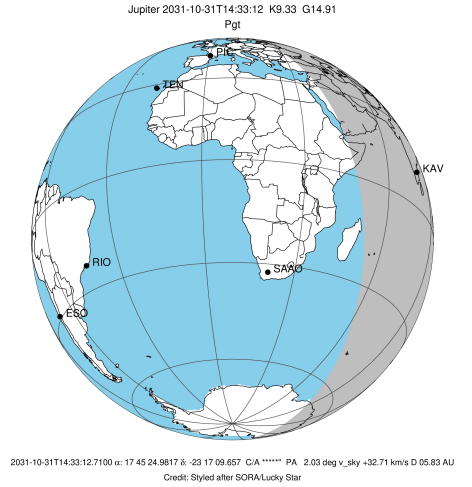 Jupiter 2031-10-31T14:33:12 K9.33 G14.91
Pgt
PIC
TEN
KAV
RIO
SAAO
ESO
2031-10-31T14:33:12.7100 α: 17 45 24.9817 δ: -23 17 09.657 C/A *****" PA 2.03 deg v_sky +32.71 km/s D 05.83 AU
Credit: Styled after SORA/Lucky Star